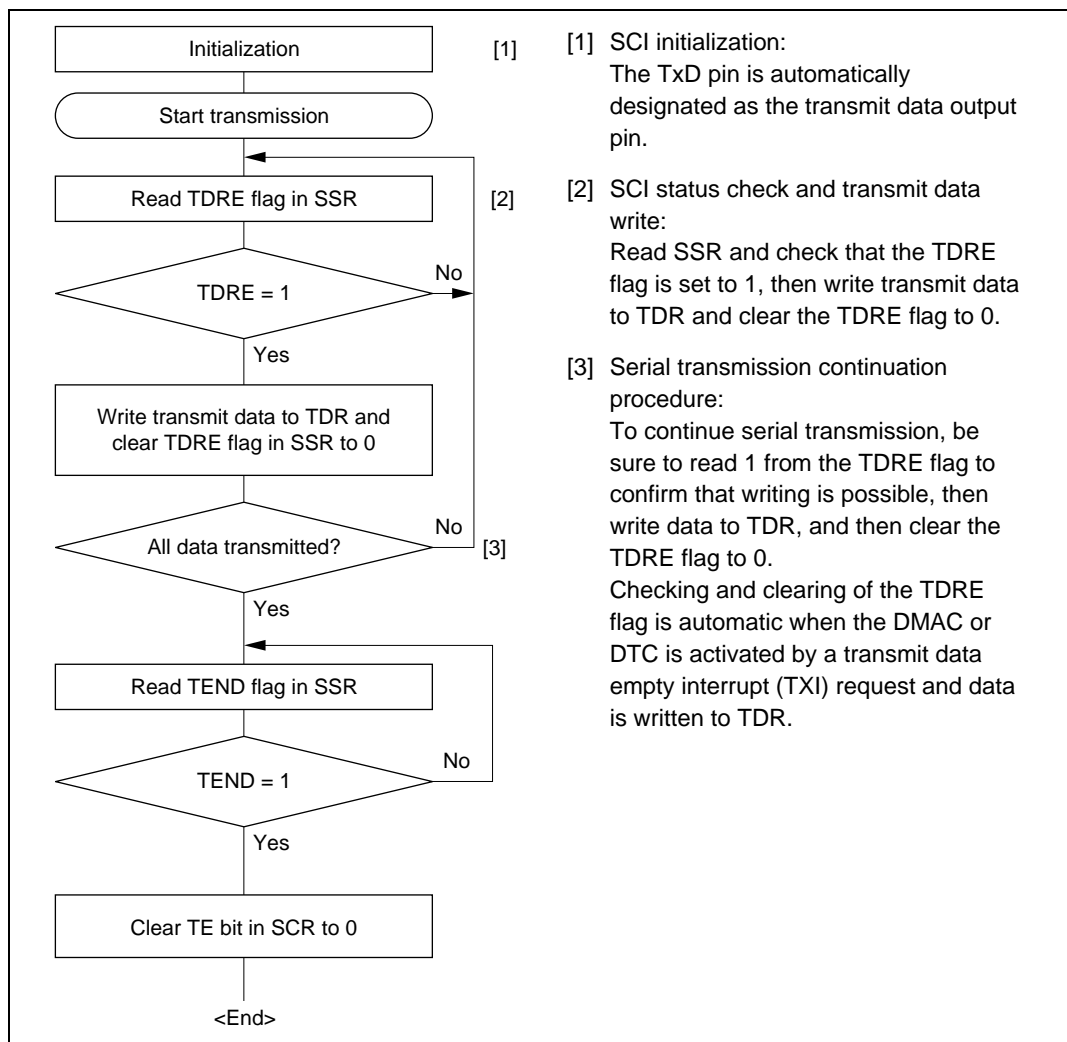 Initialization
[1]
Start transmission
Read TDRE flag in SSR
[2]
No
TDRE = 1
Yes
Write transmit data to TDR and
clear TDRE flag in SSR to 0
No
All data transmitted?
[3]
Yes
Read TEND flag in SSR
No
TEND = 1
Yes
Clear TE bit in SCR to 0
<End>
[1] SCI initialization:
The TxD pin is automatically
designated as the transmit data output
pin.
[2] SCI status check and transmit data
write:
Read SSR and check that the TDRE
flag is set to 1, then write transmit data
to TDR and clear the TDRE flag to 0.
[3] Serial transmission continuation
procedure:
To continue serial transmission, be
sure to read 1 from the TDRE flag to
confirm that writing is possible, then
write data to TDR, and then clear the
TDRE flag to 0.
Checking and clearing of the TDRE
flag is automatic when the DMAC or
DTC is activated by a transmit data
empty interrupt (TXI) request and data
is written to TDR.